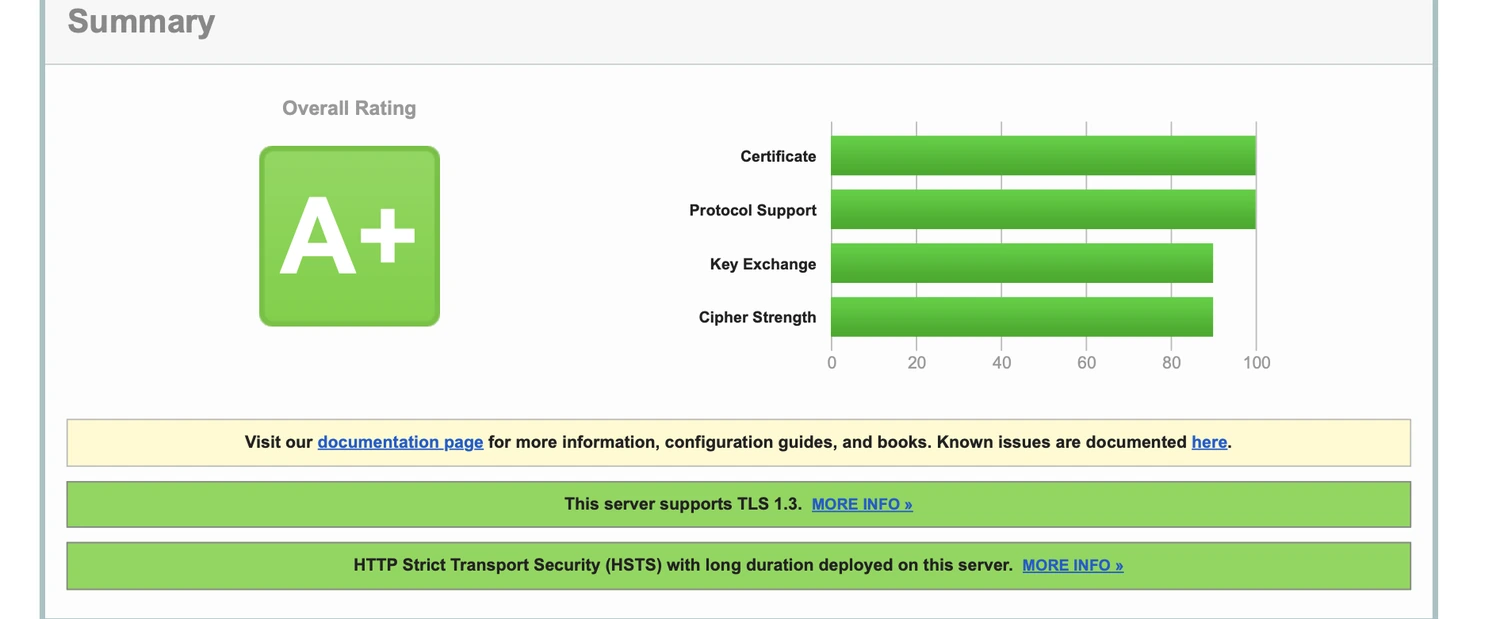 Summary
Overall Rating
A+
Certificate
Protocol Support
Key Exchange
Cipher Strength
0 20 40 60 80 100
Visit our documentation page for more information, configuration guides, and books. Known issues are documented here.
This server supports TLS 1.3. MORE INFO »
HTTP Strict Transport Security (HSTS) with long duration deployed on this server. MORE INFO »